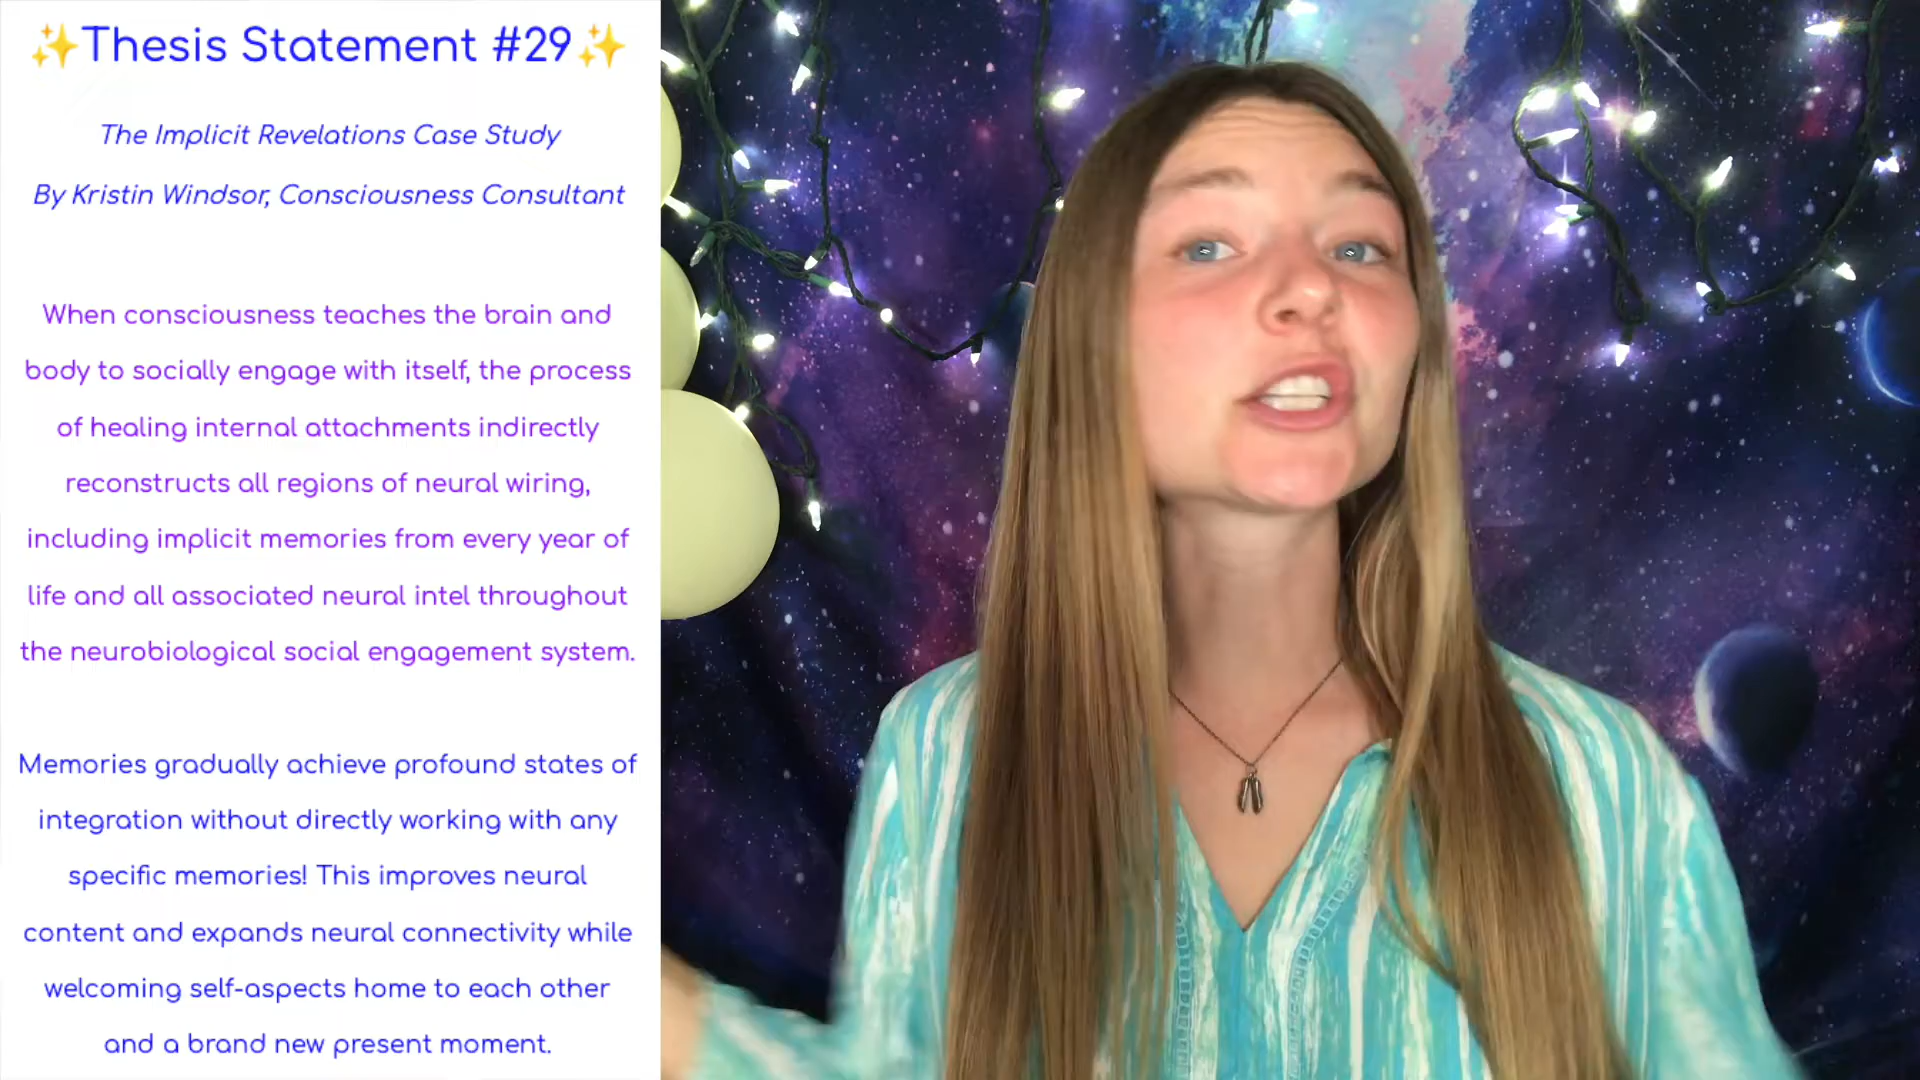 ✨Thesis Statement #29✨
The Implicit Revelations Case Study
By Kristin Windsor, Consciousness Consultant
When consciousness teaches the brain and
body to socially engage with itself, the process
of healing internal attachments indirectly
reconstructs all regions of neural wiring,
including implicit memories from every year of
life and all associated neural intel throughout
the neurobiological social engagement system.
Memories gradually achieve profound states of
integration without directly working with any
specific memories! This improves neural
content and expands neural connectivity while
welcoming self-aspects home to each other
and a brand new present moment.